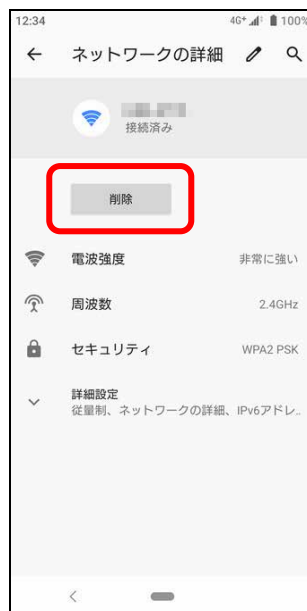 12:34 4G+ 100%
ネットワークの詳細
接続済み
削除
電波強度 非常に強い
周波数 2.4GHz
セキュリティ WPA2 PSK
詳細設定
従量制、ネットワークの詳細、IPv6アドレ...